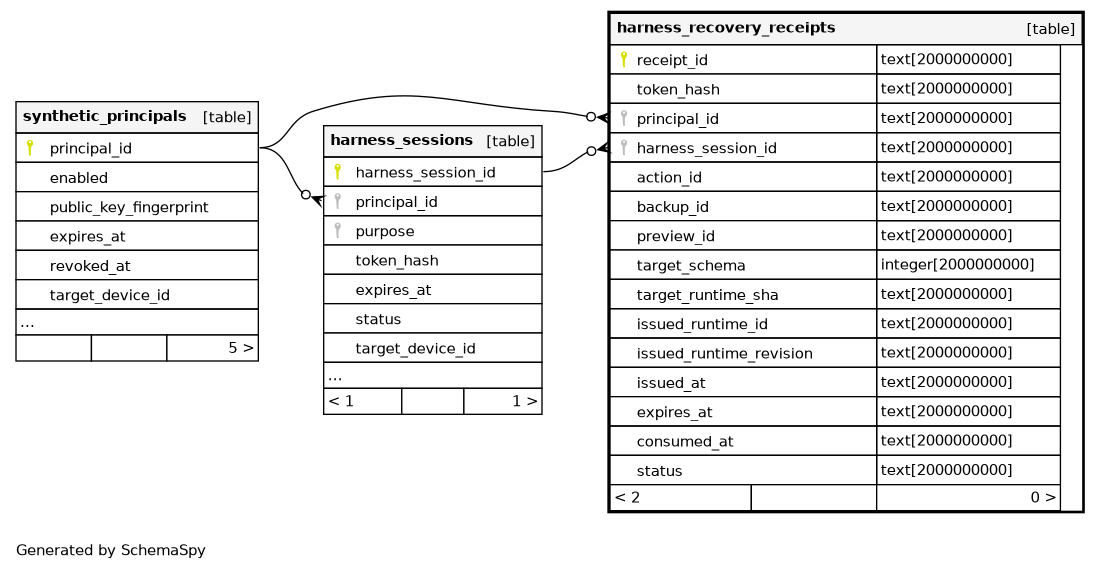 synthetic_principals [table]
principal_id
enabled
public_key_fingerprint
expires_at
revoked_at
target_device_id
...
5 >
harness_sessions [table]
harness_session_id
principal_id
purpose
token_hash
expires_at
status
target_device_id
...
< 1 1 >
harness_recovery_receipts [table]
receipt_id text[2000000000]
token_hash text[2000000000]
principal_id text[2000000000]
harness_session_id text[2000000000]
action_id text[2000000000]
backup_id text[2000000000]
preview_id text[2000000000]
target_schema integer[2000000000]
target_runtime_sha text[2000000000]
issued_runtime_id text[2000000000]
issued_runtime_revision text[2000000000]
issued_at text[2000000000]
expires_at text[2000000000]
consumed_at text[2000000000]
status text[2000000000]
< 2 0 >
Generated by SchemaSpy